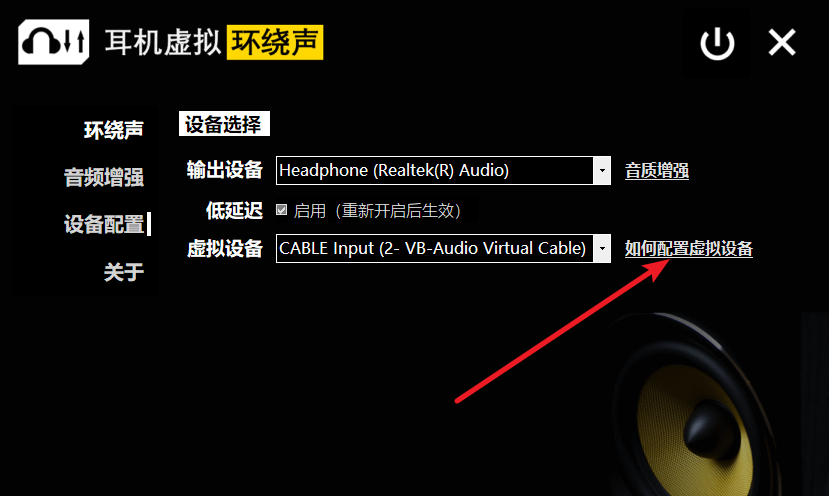 耳机虚拟 环绕声
环绕声
音频增强
设备配置
关于
设备选择
输出设备 Headphone (Realtek(R) Audio) 音质增强
低延迟 启用（重新开启后生效）
虚拟设备 CABLE Input (2- VB-Audio Virtual Cable) 如何配置虚拟设备